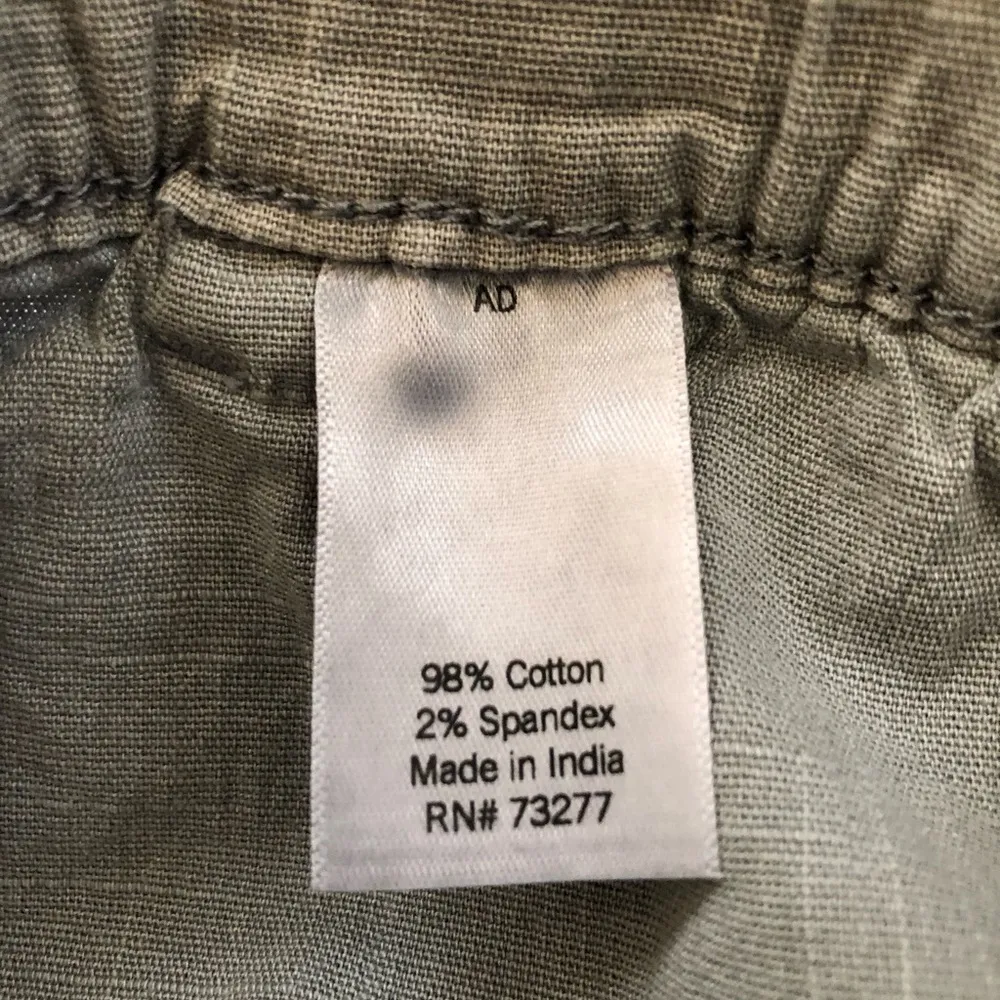 AD
98% Cotton
2% Spandex
Made in India
RN# 73277